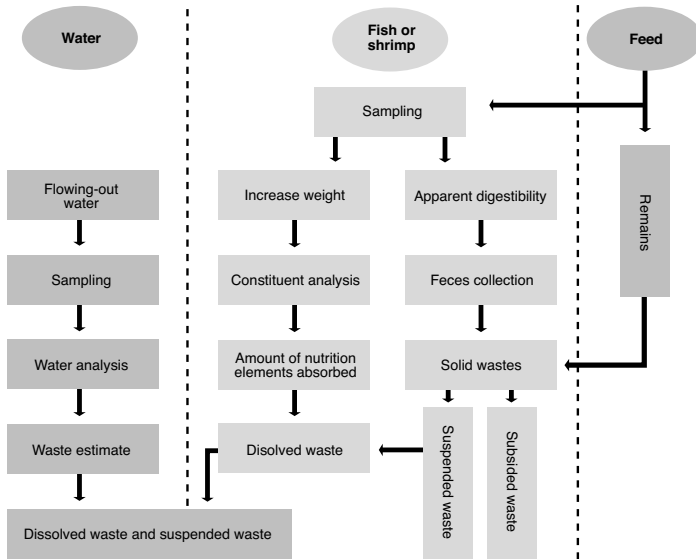 Water
Fish or
shrimp
Feed
Sampling
Flowing-out
water
Increase weight
Apparent digestibility
Remains
Sampling
Constituent analysis
Feces collection
Water analysis
Amount of nutrition
elements absorbed
Solid wastes
Waste estimate
Disolved waste
Suspended waste
Subsided waste
Dissolved waste and suspended waste